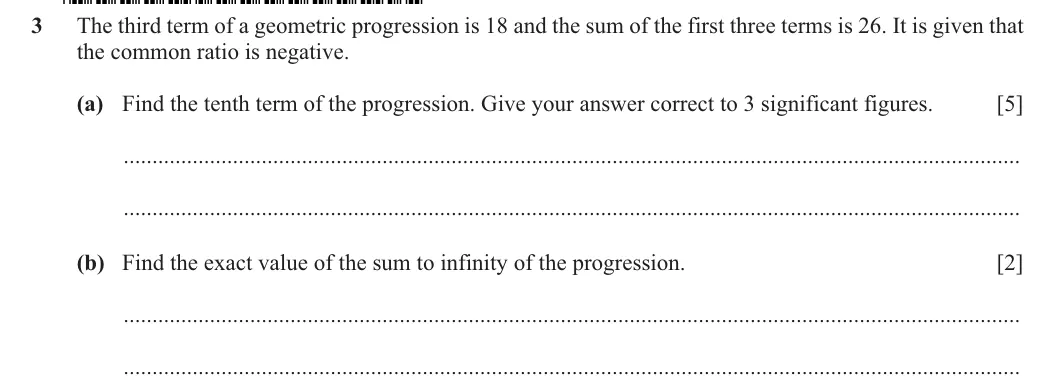 3 The third term of a geometric progression is 18 and the sum of the first three terms is 26. It is given that
the common ratio is negative.
(a) Find the tenth term of the progression. Give your answer correct to 3 significant figures. [5]
(b) Find the exact value of the sum to infinity of the progression. [2]